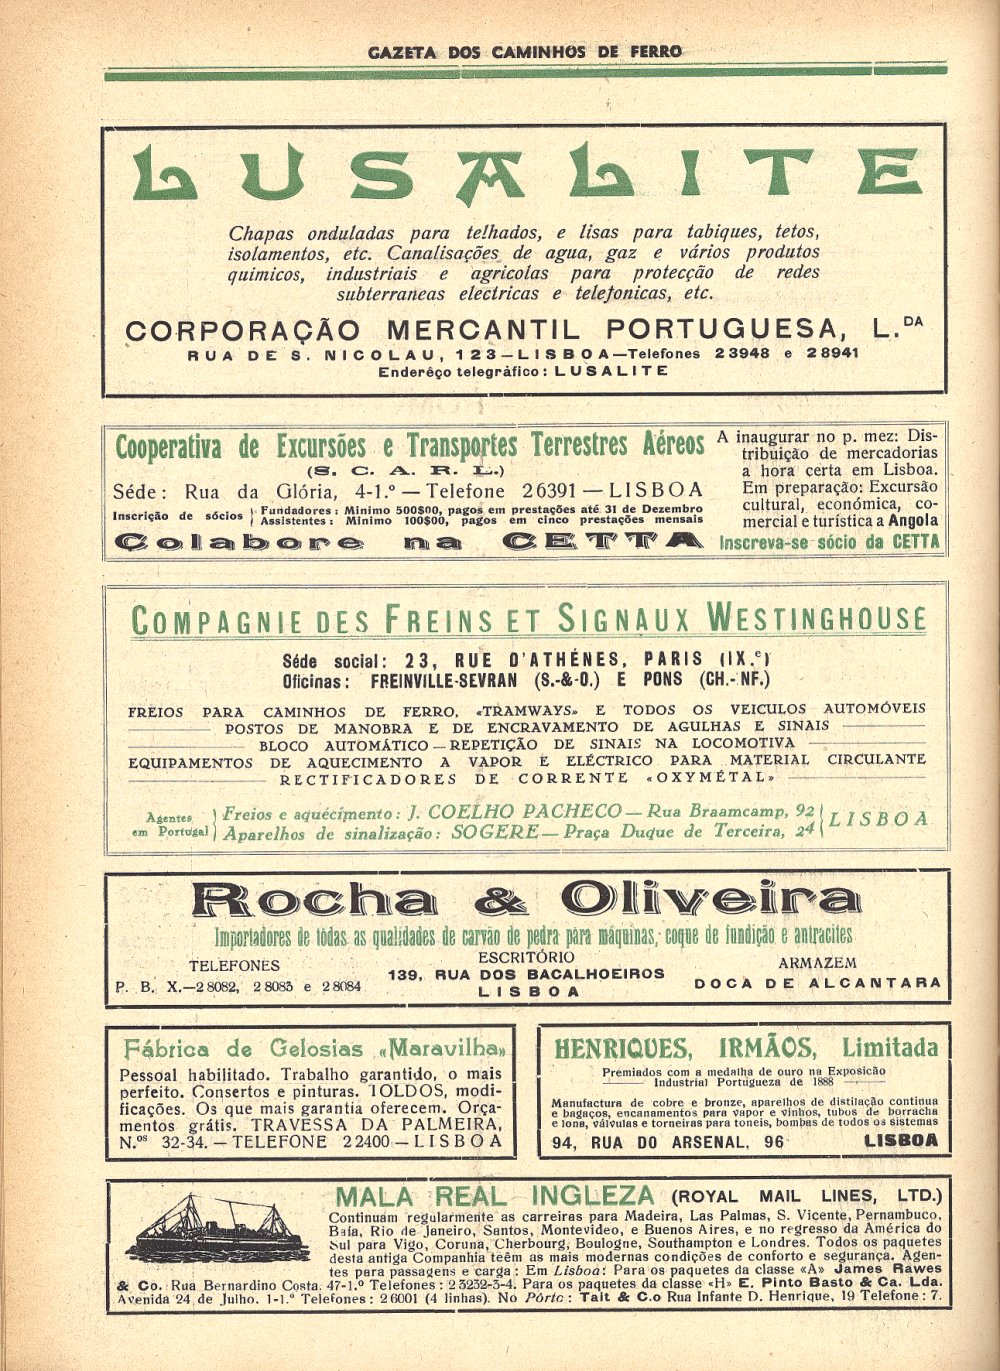 GAZETA DOS CAMINHOS DE FERRO
LUSALITE
Chapas onduladas para telhados, e lisas para tabiques, tetos,
isolamentos, etc. Canalisações de agua, gaz e vários produtos
quimicos, industriais e agricolas para protecção de redes
subterraneas electricas e telefonicas, etc.
CORPORAÇÃO MERCANTIL PORTUGUESA, L.DA
RUA DE S. NICOLAU, 123—LISBOA—Telefones 23948 e 28941
Enderêço telegráfico: LUSALITE
Cooperativa de Excursões e Transportes Terrestres Aéreos
(S. C. A. R. L.)
Séde: Rua da Glória, 4-1.º — Telefone 26391 — LISBOA
Inscrição de sócios
Fundadores: Minimo 500$00, pagos em prestações até 31 de Dezembro
Assistentes: Minimo 100$00, pagos em cinco prestações mensais
Colabore na CETTA
A inaugurar no p. mez: Dis-
tribuição de mercadorias
a hora certa em Lisboa.
Em preparação: Excursão
cultural, económica, co-
mercial e turística a Angola
Inscreva-se sócio da CETTA
COMPAGNIE DES FREINS ET SIGNAUX WESTINGHOUSE
Séde social: 23, RUE D'ATHÉNES, PARIS (IX.e)
Oficinas: FREINVILLE-SEVRAN (S.-&-O.) E PONS (CH.-NF.)
FREIOS PARA CAMINHOS DE FERRO, «TRAMWAYS» E TODOS OS VEICULOS AUTOMÓVEIS
POSTOS DE MANOBRA E DE ENCRAVAMENTO DE AGULHAS E SINAIS
BLOCO AUTOMÁTICO — REPETIÇÃO DE SINAIS NA LOCOMOTIVA
EQUIPAMENTOS DE AQUECIMENTO A VAPOR E ELÉCTRICO PARA MATERIAL CIRCULANTE
RECTIFICADORES DE CORRENTE «OXYMÉTAL»
Agentes
em Portugal
Freios e aquécimento: J. COELHO PACHECO — Rua Braamcamp, 92
Aparelhos de sinalização: SOGERE — Praça Duque de Terceira, 24
LISBOA
Rocha & Oliveira
Importadores de tôdas as qualidades de carvão de pedra para máquinas, coque de fundição e antracites
TELEFONES
P. B. X.—28082, 28083 e 28084
ESCRITÓRIO
139, RUA DOS BACALHOEIROS
LISBOA
ARMAZEM
DOCA DE ALCANTARA
Fábrica de Gelosias «Maravilha»
Pessoal habilitado. Trabalho garantido, o mais
perfeito. Consertos e pinturas. TOLDOS, modi-
ficações. Os que mais garantia oferecem. Orça-
mentos grátis. TRAVESSA DA PALMEIRA,
N.os 32-34. — TELEFONE 22400 — LISBOA
HENRIQUES, IRMÃOS, Limitada
Premiados com a medalha de ouro na Exposicão
Industrial Portugueza de 1888
Manufactura de cobre e bronze, aparelhos de distilação continua
e bagaços, encanamentos para vapor e vinhos, tubos de borracha
e lona, válvulas e torneiras para toneis, bombas de todos os sistemas
94, RUA DO ARSENAL, 96 LISBOA
MALA REAL INGLEZA (ROYAL MAIL LINES, LTD.)
Continuam regularmente as carreiras para Madeira, Las Palmas, S. Vicente, Pernambuco,
Baía, Rio de Janeiro, Santos, Montevideo, e Buenos Aires, e no regresso da América do
Sul para Vigo, Coruna, Cherbourg, Boulogne, Southampton e Londres. Todos os paquetes
desta antiga Companhia teêm as mais modernas condições de conforto e segurança. Agen-
tes para passagens e carga: Em Lisboa: Para os paquetes da classe «A» James Rawes
& Co. Rua Bernardino Costa. 47-1.º Telefones: 23232-3-4. Para os paquetes da classe «H» E. Pinto Basto & Ca. Lda.
Avenida 24 de Julho. 1-1.º Telefones: 26001 (4 linhas). No Pôrto: Tait & C.o Rua Infante D. Henrique, 19 Telefone: 7.